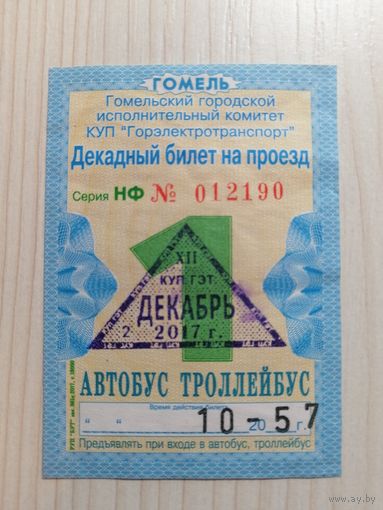 ГОМЕЛЬ
Гомельский городской
исполнительный комитет
КУП "Горэлектротранспорт"
Декадный билет на проезд
Серия НФ № 012190
1
XII
КУП ГЭТ
ДЕКАБРЬ
2 2017 г.
АВТОБУС ТРОЛЛЕЙБУС
Время действия билета
10-57
" " 20 г.
Предъявлять при входе в автобус, троллейбус
ay.by